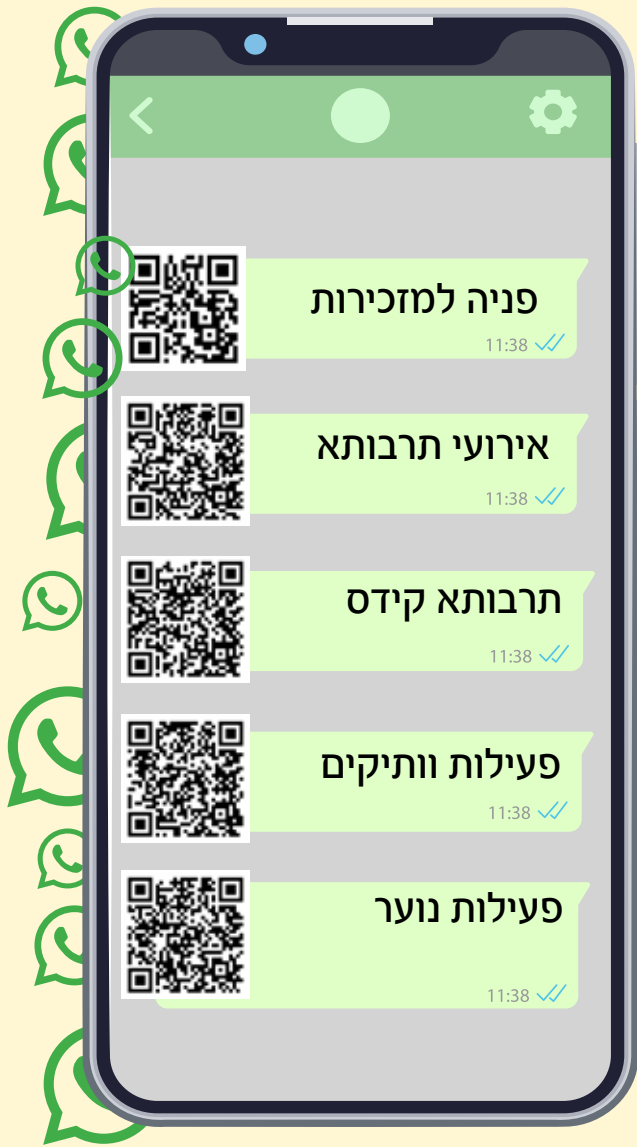 פניה למזכירות
11:38
אירועי תרבותא
11:38
תרבותא קידס
11:38
פעילות וותיקים
11:38
פעילות נוער
11:38